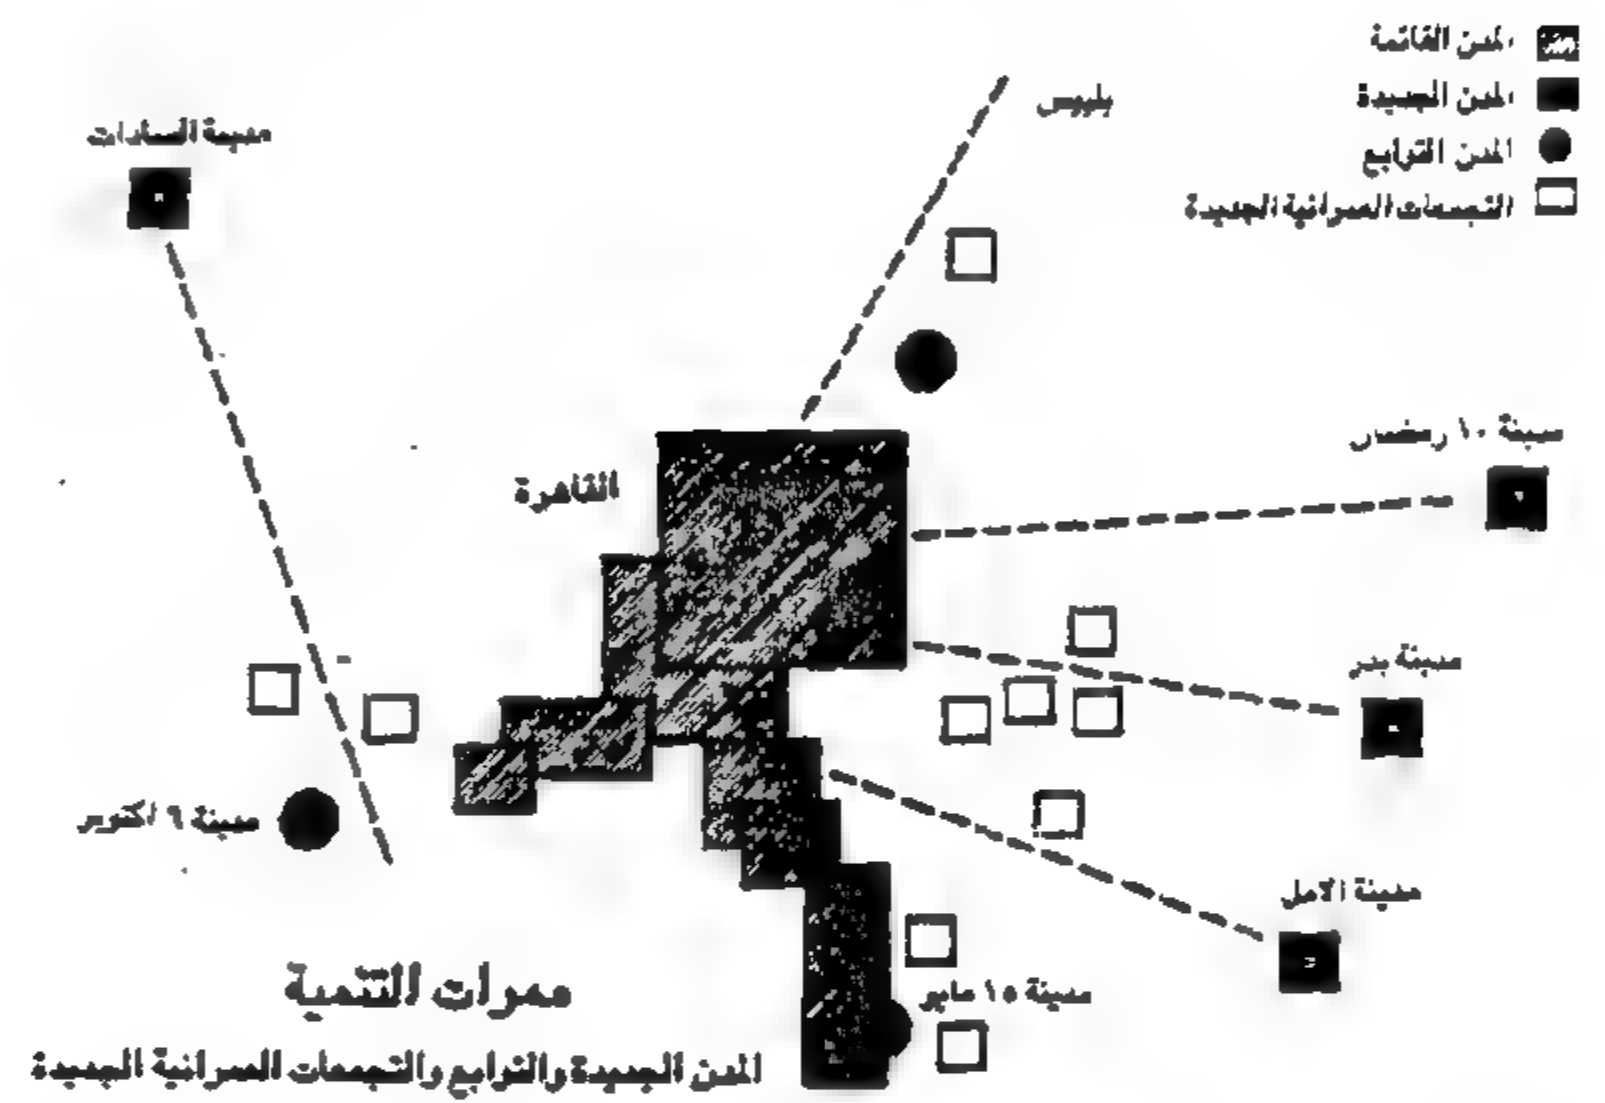 المدن القائمة
المدن الجديدة
المدن التوابع
التجمعات العمرانية الجديدة
بلبيس
مدينة السادات
مدينة ١٠ رمضان
القاهرة
مدينة بدر
مدينة ٦ اكتوبر
مدينة الامل
مدينة ١٥ مايو
ممرات التنمية
المدن الجديدة والتوابع والتجمعات العمرانية الجديدة